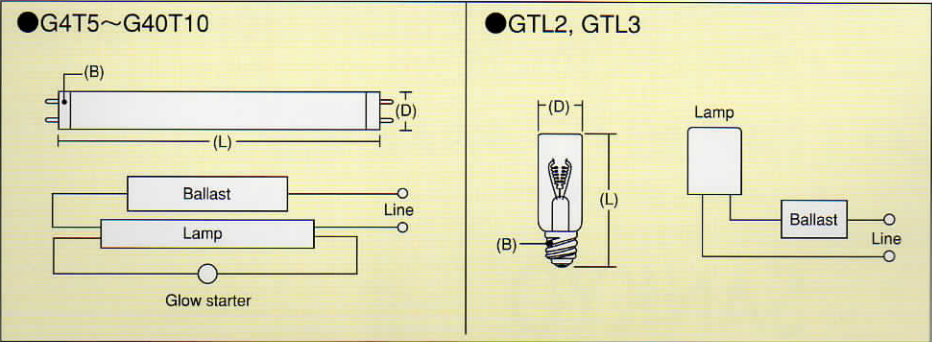 ●G4T5～G40T10
(B)
(D)
(L)
Ballast
Line
Lamp
Glow starter
●GTL2, GTL3
(D)
Lamp
(L)
(B)
Ballast
Line